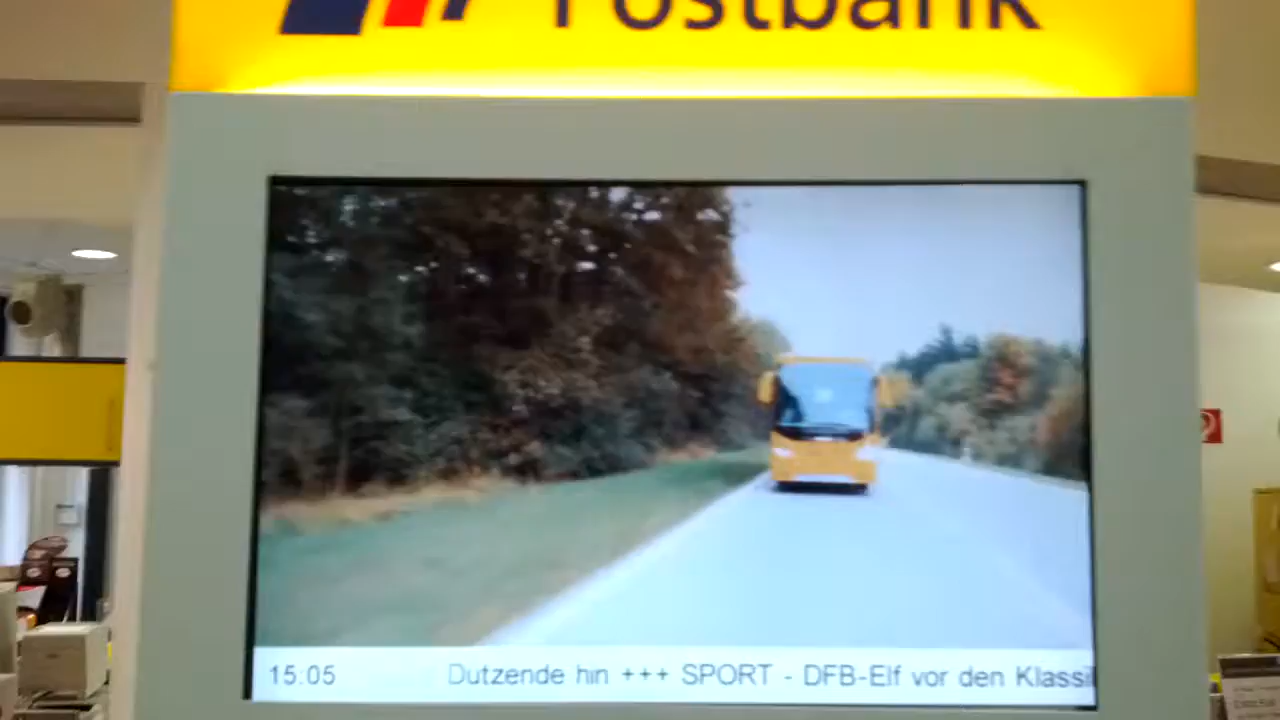 Postbank
15:05 Dutzende hin +++ SPORT - DFB-Elf vor den Klassi